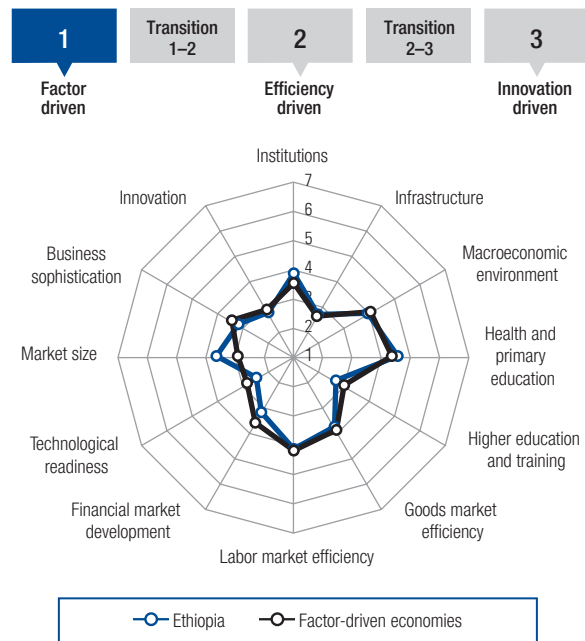 1
Transition
1–2
2
Transition
2–3
3
Factor
driven
Efficiency
driven
Innovation
driven
Institutions
Infrastructure
Macroeconomic
environment
Health and
primary
education
Higher education
and training
Goods market
efficiency
Labor market efficiency
Financial market
development
Technological
readiness
Market size
Business
sophistication
Innovation
7
6
5
4
3
2
1
Ethiopia
Factor-driven economies